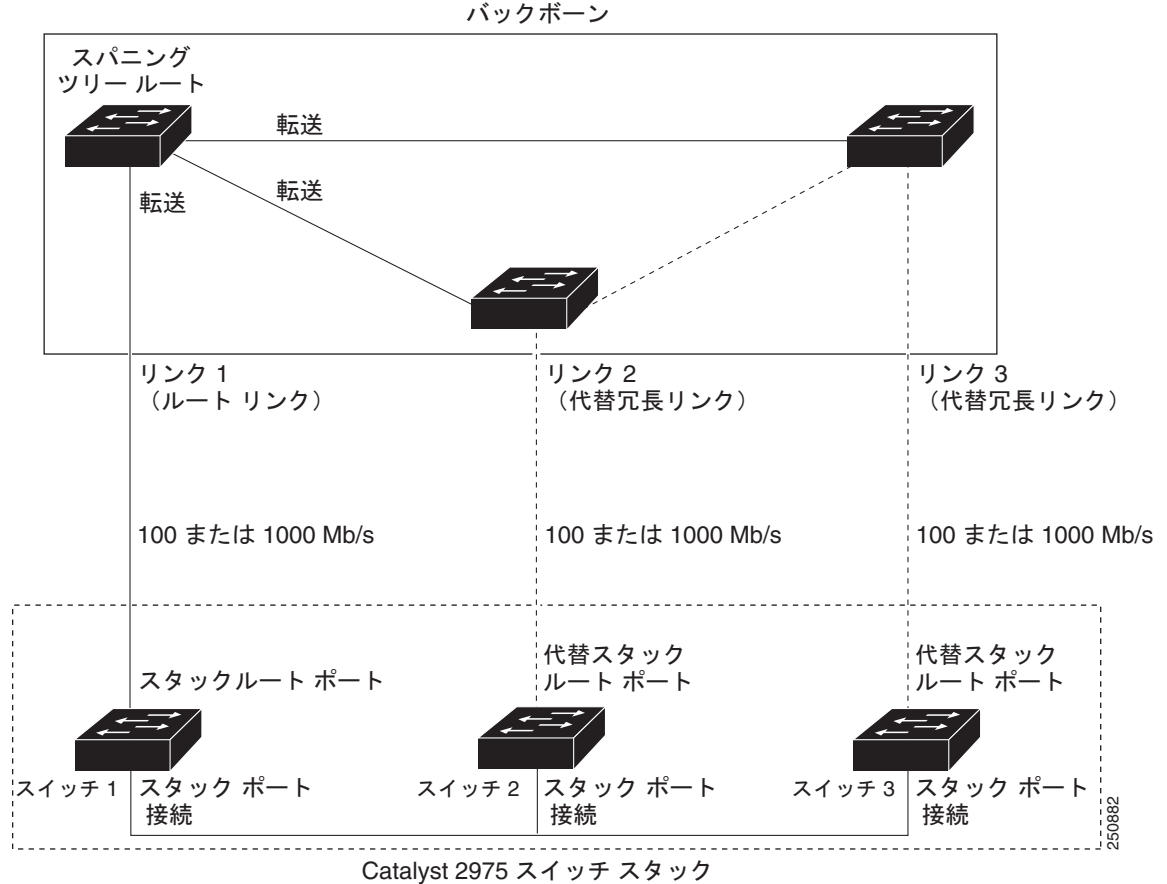 バックボーン
スパニング
ツリー ルート
転送
転送
転送
リンク 1
（ルート リンク）
リンク 2
（代替冗長リンク）
リンク 3
（代替冗長リンク）
100 または 1000 Mb/s
100 または 1000 Mb/s
100 または 1000 Mb/s
スタックルート ポート
代替スタック
ルート ポート
代替スタック
ルート ポート
スイッチ 1
スタック ポート
接続
スイッチ 2
スタック ポート
接続
スイッチ 3
スタック ポート
接続
250882
Catalyst 2975 スイッチ スタック